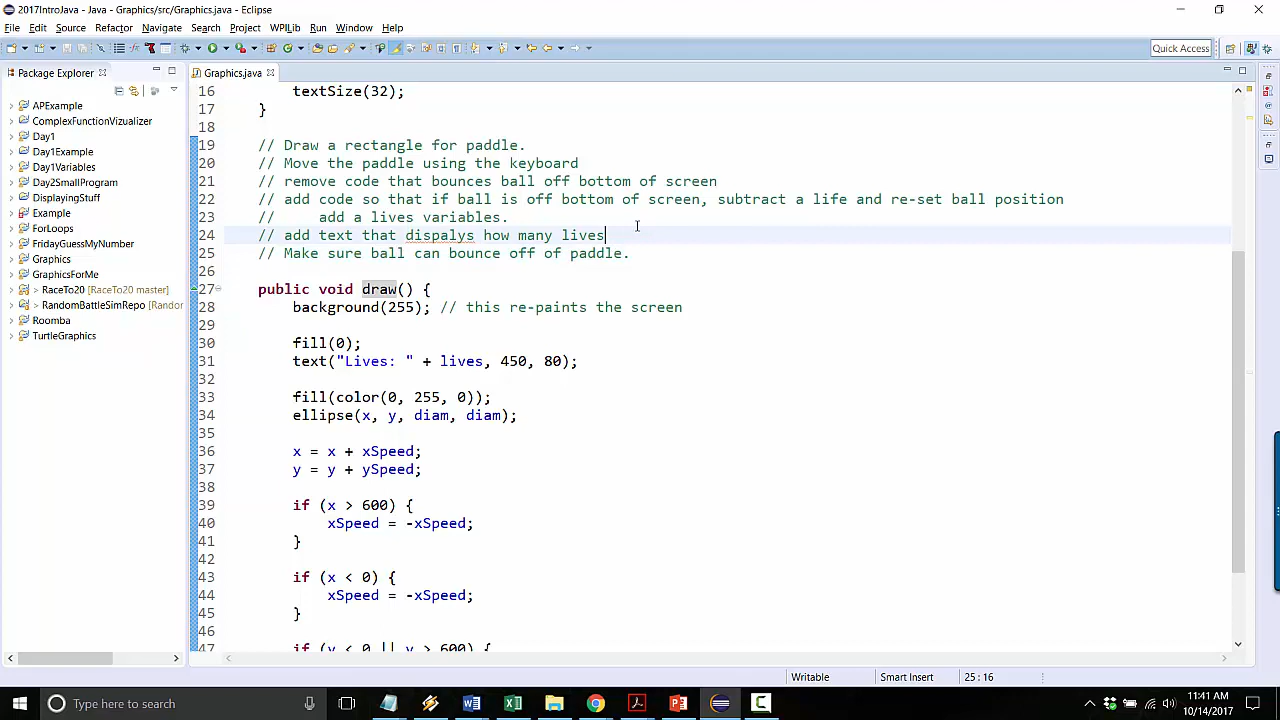 2017IntroJava - Java - Graphics/src/Graphics.java - Eclipse
File Edit Source Refactor Navigate Search Project WPILib Run Window Help
Quick Access
Package Explorer
Graphics.java
APExample
ComplexFunctionVizualizer
Day1
Day1Example
Day1Variables
Day2SmallProgram
DisplayingStuff
Example
ForLoops
FridayGuessMyNumber
Graphics
GraphicsForMe
> RaceTo20 [RaceTo20 master]
> RandomBattleSimRepo [Randor
Roomba
TurtleGraphics
16 textSize(32);
17 }
18
19 // Draw a rectangle for paddle.
20 // Move the paddle using the keyboard
21 // remove code that bounces ball off bottom of screen
22 // add code so that if ball is off bottom of screen, subtract a life and re-set ball position
23 // add a lives variables.
24 // add text that dispalys how many lives
25 // Make sure ball can bounce off of paddle.
26
27 public void draw() {
28 background(255); // this re-paints the screen
29
30 fill(0);
31 text("Lives: " + lives, 450, 80);
32
33 fill(color(0, 255, 0));
34 ellipse(x, y, diam, diam);
35
36 x = x + xSpeed;
37 y = y + ySpeed;
38
39 if (x > 600) {
40 xSpeed = -xSpeed;
41 }
42
43 if (x < 0) {
44 xSpeed = -xSpeed;
45 }
46
47 if (y < 0 || y > 600) {
Writable Smart Insert 25 : 16
Type here to search
11:41 AM
10/14/2017